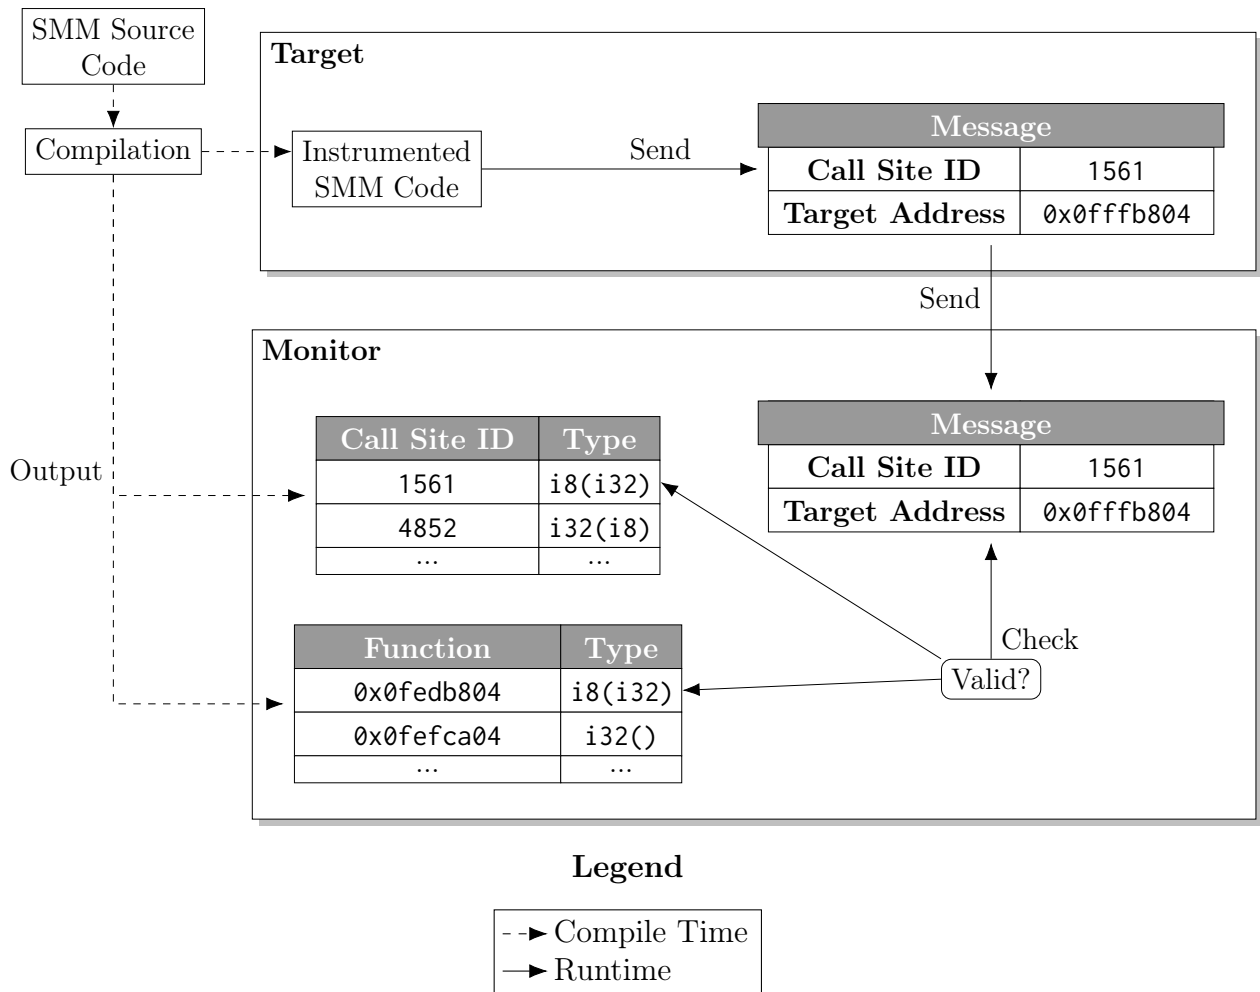 SMM Source
Code
Compilation
Target
Instrumented
SMM Code
Send
Message
Call Site ID 1561
Target Address 0x0fffb804
Send
Monitor
Message
Call Site ID 1561
Target Address 0x0fffb804
Call Site ID Type
1561 i8(i32)
4852 i32(i8)
... ...
Output
Function Type
0x0fedb804 i8(i32)
0x0fefca04 i32()
... ...
Check
Valid?
Legend
Compile Time
Runtime